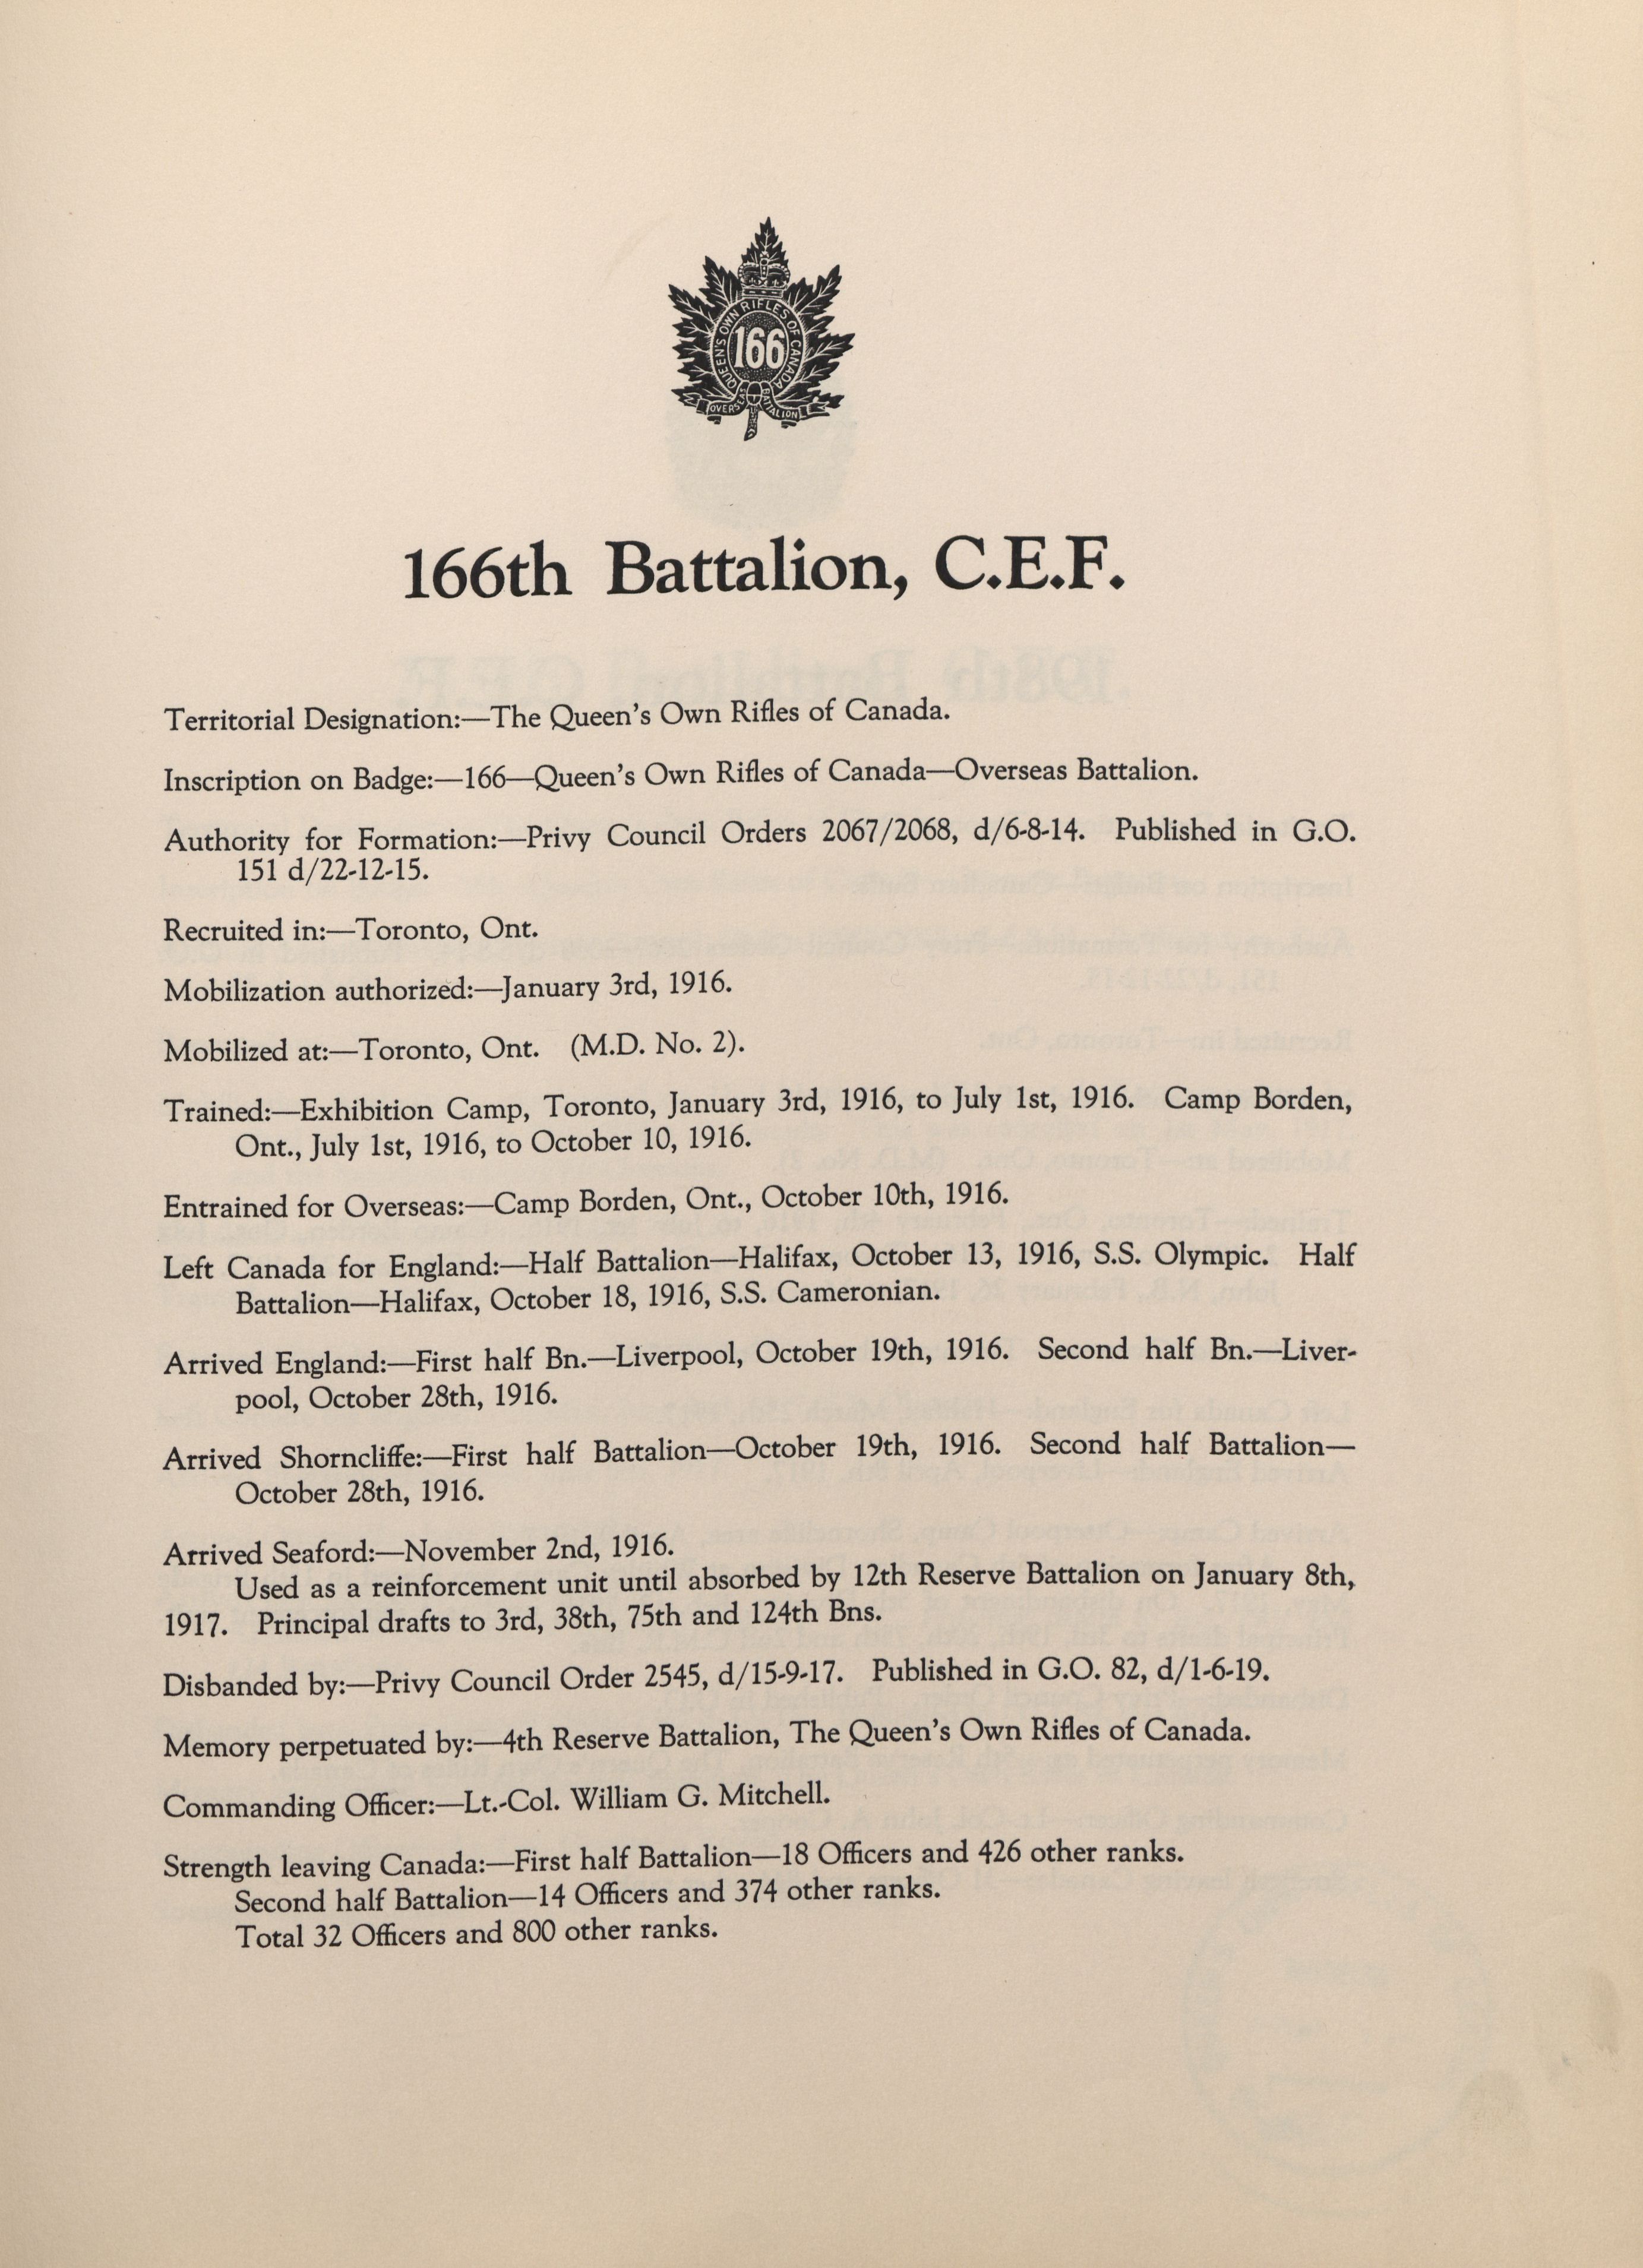 QUEEN'S OWN RIFLES OF CANADA
166
OVERSEAS BATTALION
166th Battalion, C.E.F.
Territorial Designation:—The Queen's Own Rifles of Canada.
Inscription on Badge:—166—Queen's Own Rifles of Canada—Overseas Battalion.
Authority for Formation:—Privy Council Orders 2067/2068, d/6-8-14. Published in G.O.
151 d/22-12-15.
Recruited in:—Toronto, Ont.
Mobilization authorized:—January 3rd, 1916.
Mobilized at:—Toronto, Ont. (M.D. No. 2).
Trained:—Exhibition Camp, Toronto, January 3rd, 1916, to July 1st, 1916. Camp Borden,
Ont., July 1st, 1916, to October 10, 1916.
Entrained for Overseas:—Camp Borden, Ont., October 10th, 1916.
Left Canada for England:—Half Battalion—Halifax, October 13, 1916, S.S. Olympic. Half
Battalion—Halifax, October 18, 1916, S.S. Cameronian.
Arrived England:—First half Bn.—Liverpool, October 19th, 1916. Second half Bn.—Liver-
pool, October 28th, 1916.
Arrived Shorncliffe:—First half Battalion—October 19th, 1916. Second half Battalion—
October 28th, 1916.
Arrived Seaford:—November 2nd, 1916.
Used as a reinforcement unit until absorbed by 12th Reserve Battalion on January 8th,
1917. Principal drafts to 3rd, 38th, 75th and 124th Bns.
Disbanded by:—Privy Council Order 2545, d/15-9-17. Published in G.O. 82, d/1-6-19.
Memory perpetuated by:—4th Reserve Battalion, The Queen's Own Rifles of Canada.
Commanding Officer:—Lt.-Col. William G. Mitchell.
Strength leaving Canada:—First half Battalion—18 Officers and 426 other ranks.
Second half Battalion—14 Officers and 374 other ranks.
Total 32 Officers and 800 other ranks.